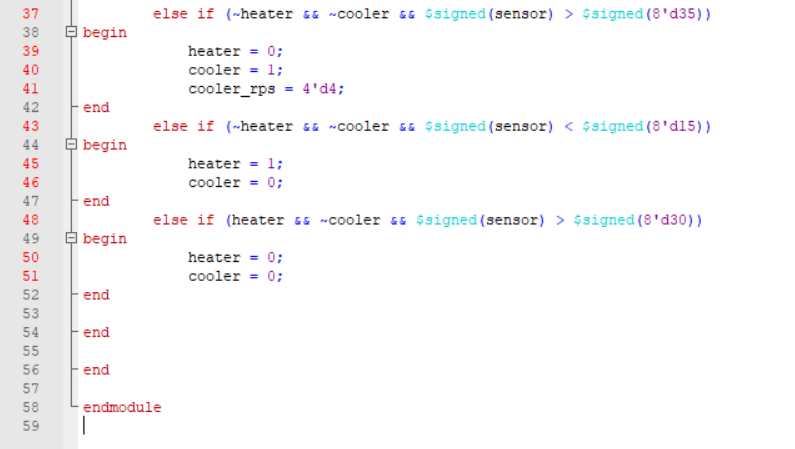 37 else if (~heater && ~cooler && $signed(sensor) > $signed(8'd35))
38 begin
39 heater = 0;
40 cooler = 1;
41 cooler_rps = 4'd4;
42 end
43 else if (~heater && ~cooler && $signed(sensor) < $signed(8'd15))
44 begin
45 heater = 1;
46 cooler = 0;
47 end
48 else if (heater && ~cooler && $signed(sensor) > $signed(8'd30))
49 begin
50 heater = 0;
51 cooler = 0;
52 end
53
54 end
55
56 end
57
58 endmodule
59